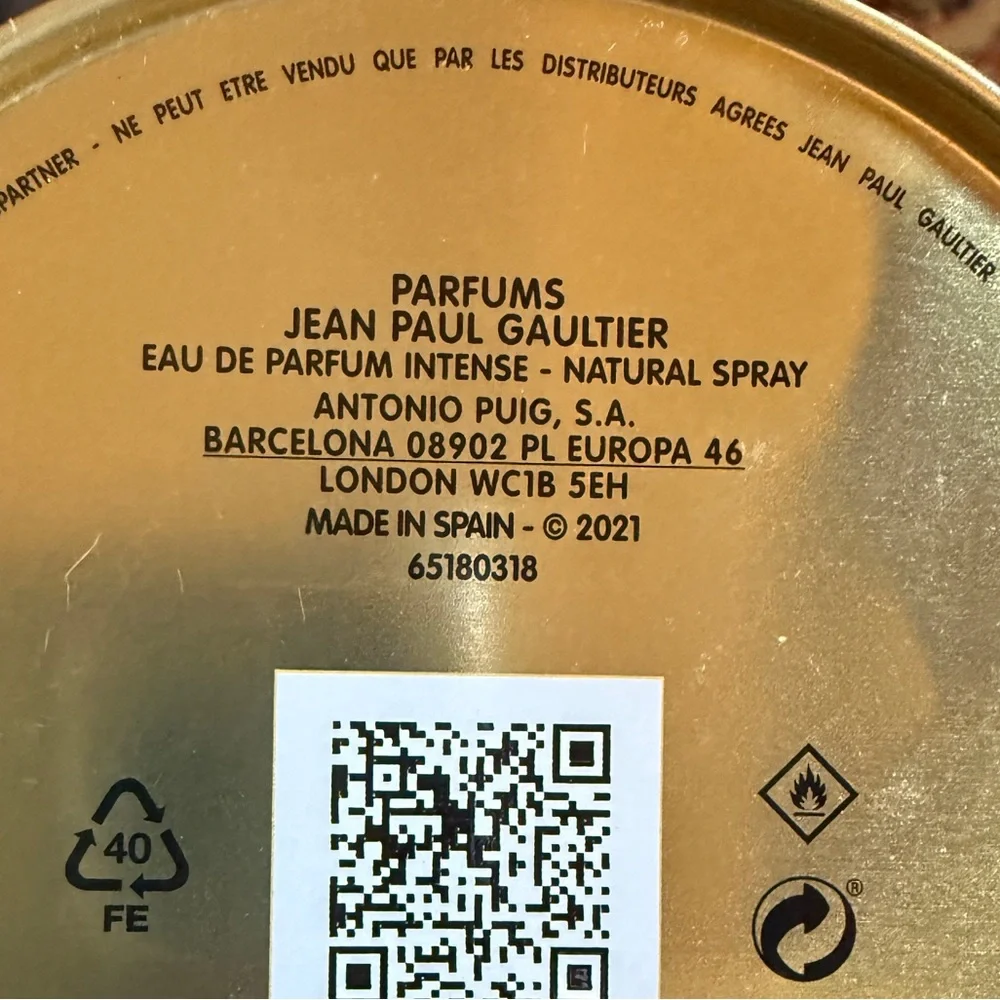 PARTNER - NE PEUT ETRE VENDU QUE PAR LES DISTRIBUTEURS AGREES JEAN PAUL GAULTIER
PARFUMS
JEAN PAUL GAULTIER
EAU DE PARFUM INTENSE - NATURAL SPRAY
ANTONIO PUIG, S.A.
BARCELONA 08902 PL EUROPA 46
LONDON WC1B 5EH
MADE IN SPAIN - © 2021
65180318
40
FE
®